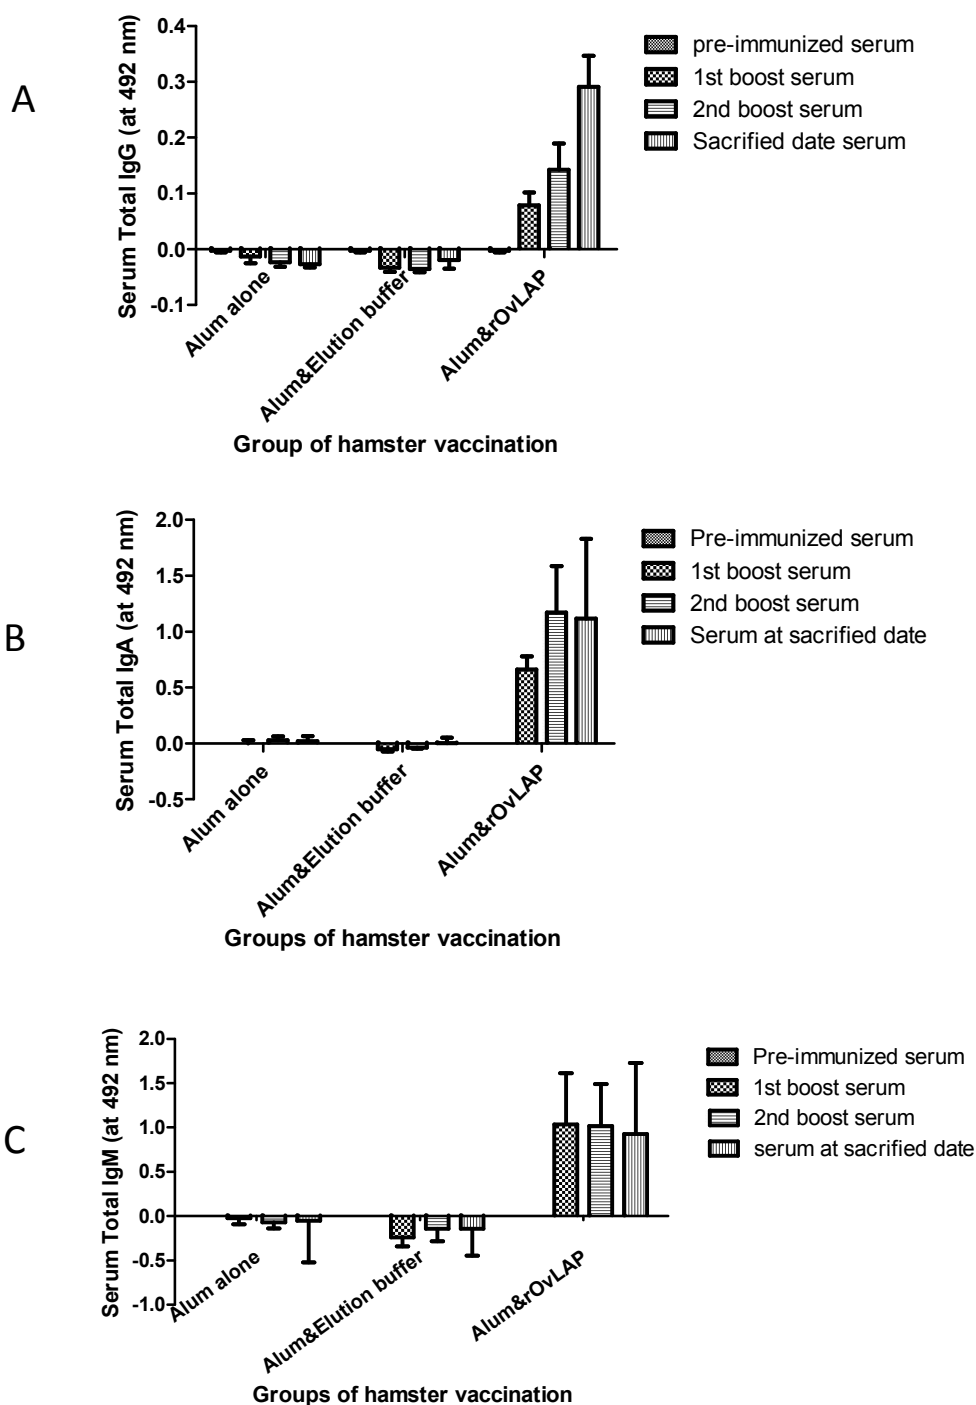 A
Serum Total IgG (at 492 nm)
0.4
0.3
0.2
0.1
0.0
-0.1
pre-immunized serum
1st boost serum
2nd boost serum
Sacrified date serum
Alum alone
Alum&Elution buffer
Alum&rOvLAP
Group of hamster vaccination
B
Serum Total IgA (at 492 nm)
2.0
1.5
1.0
0.5
0.0
-0.5
Pre-immunized serum
1st boost serum
2nd boost serum
Serum at sacrified date
Alum alone
Alum&Elution buffer
Alum&rOvLAP
Groups of hamster vaccination
C
Serum Total IgM (at 492 nm)
2.0
1.5
1.0
0.5
0.0
-0.5
-1.0
Pre-immunized serum
1st boost serum
2nd boost serum
serum at sacrified date
Alum alone
Alum&Elution buffer
Alum&rOvLAP
Groups of hamster vaccination